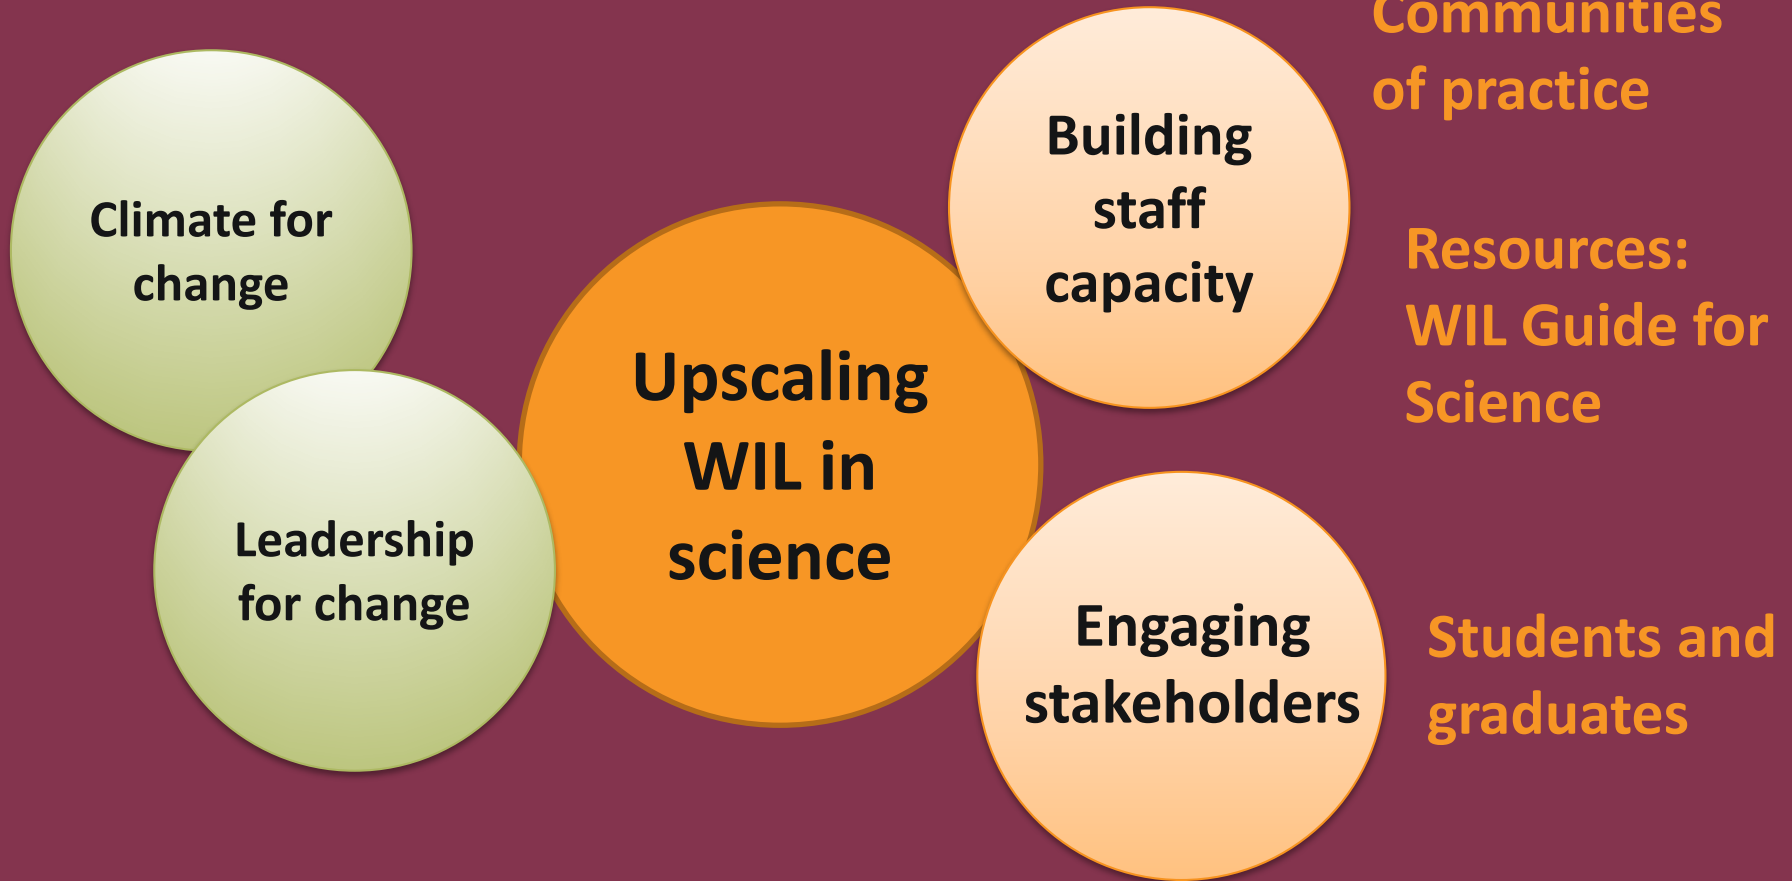 Climate for
change
Leadership
for change
Upscaling
WIL in
science
Building
staff
capacity
Engaging
stakeholders
Communities
of practice
Resources:
WIL Guide for
Science
Students and
graduates